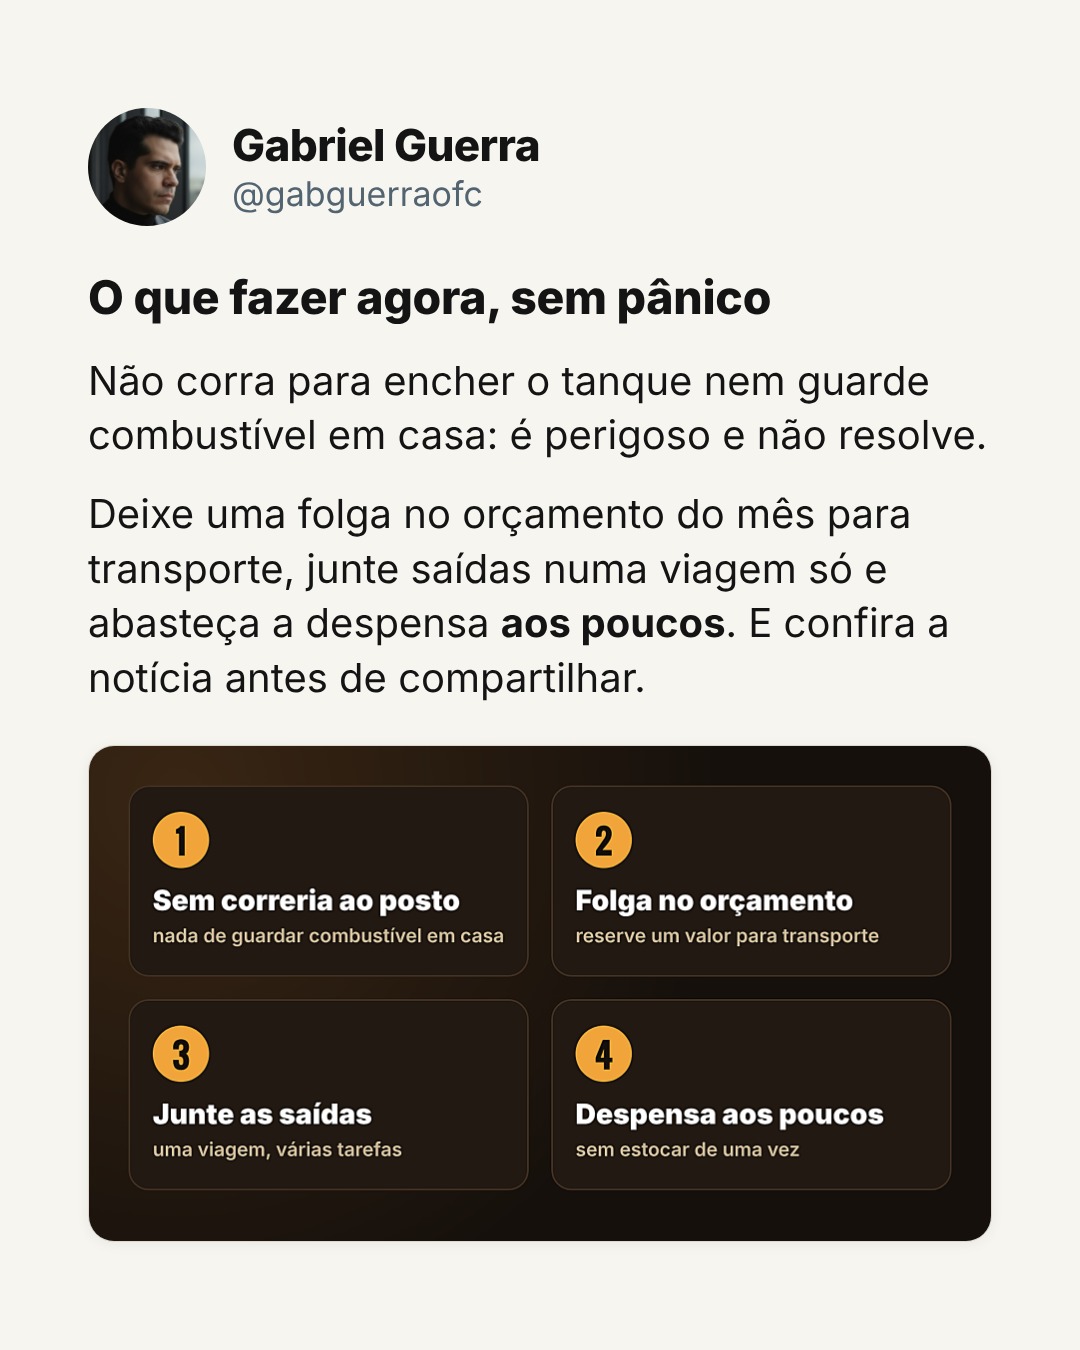 Gabriel Guerra
@gabguerraofc
O que fazer agora, sem pânico
Não corra para encher o tanque nem guarde
combustível em casa: é perigoso e não resolve.
Deixe uma folga no orçamento do mês para
transporte, junte saídas numa viagem só e
abasteça a despensa aos poucos. E confira a
notícia antes de compartilhar.
1
Sem correria ao posto
nada de guardar combustível em casa
2
Folga no orçamento
reserve um valor para transporte
3
Junte as saídas
uma viagem, várias tarefas
4
Despensa aos poucos
sem estocar de uma vez